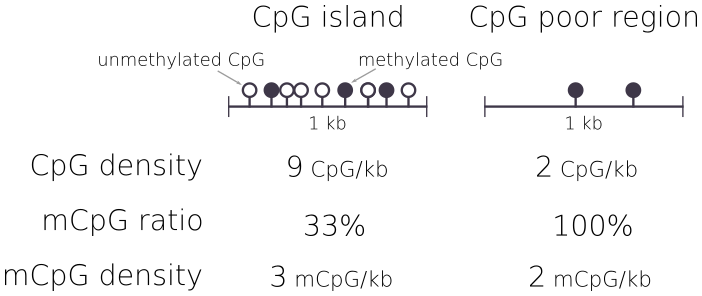 CpG island CpG poor region
unmethylated CpG methylated CpG
1 kb 1 kb
CpG density 9 CpG/kb 2 CpG/kb
mCpG ratio 33% 100%
mCpG density 3 mCpG/kb 2 mCpG/kb